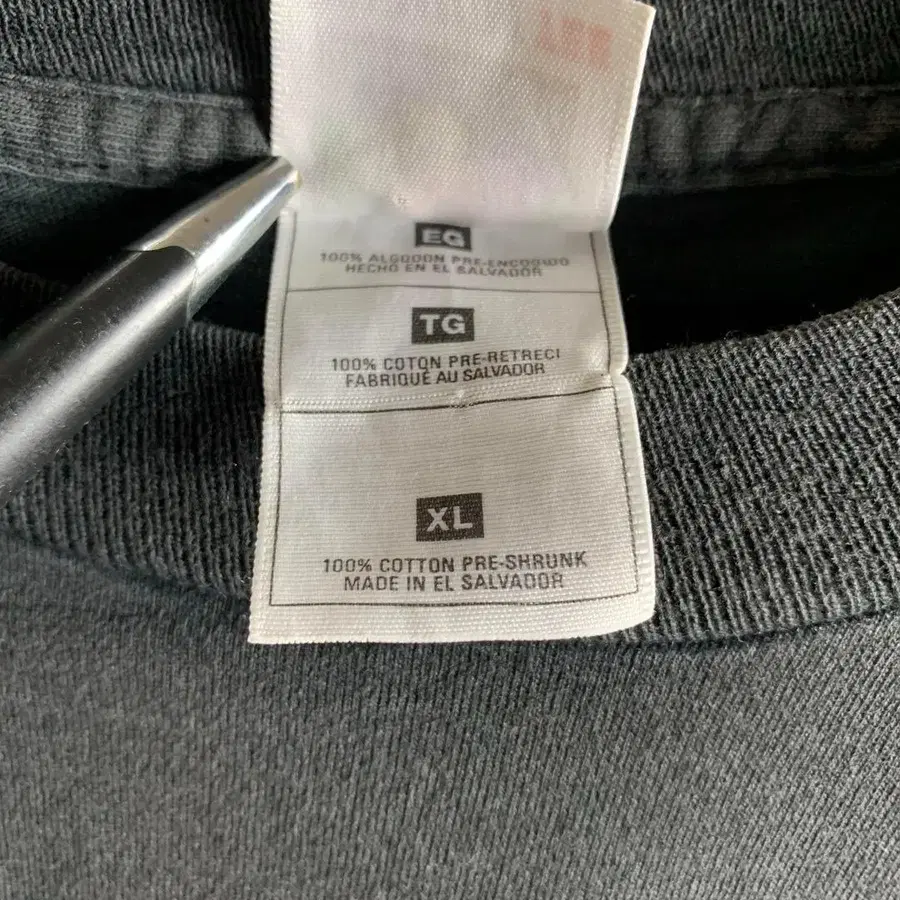 EG
100% ALGODON PRE-ENCOGIDO
HECHO EN EL SALVADOR
TG
100% COTON PRE-RETRECI
FABRIQUÉ AU SALVADOR
XL
100% COTTON PRE-SHRUNK
MADE IN EL SALVADOR